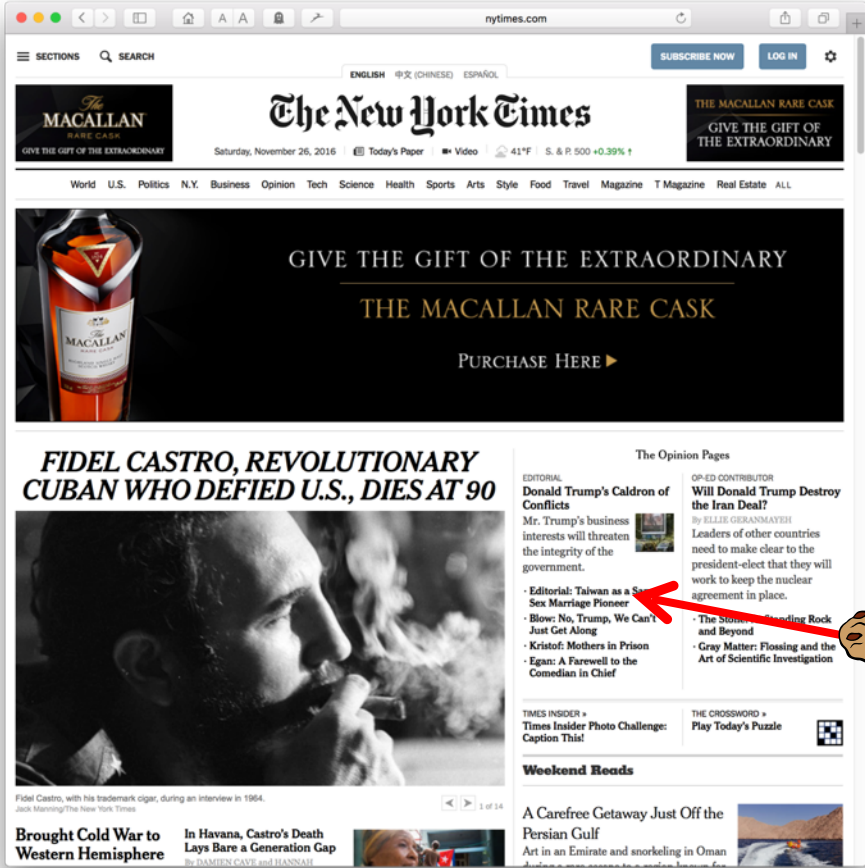 nytimes.com
SECTIONS SEARCH
SUBSCRIBE NOW LOG IN
ENGLISH 中文 (CHINESE) ESPAÑOL
The
MACALLAN
RARE CASK
GIVE THE GIFT OF THE EXTRAORDINARY
The New York Times
THE MACALLAN RARE CASK
GIVE THE GIFT OF
THE EXTRAORDINARY
Saturday, November 26, 2016 Today's Paper Video 41°F S. & P. 500 +0.39% ↑
World U.S. Politics N.Y. Business Opinion Tech Science Health Sports Arts Style Food Travel Magazine T Magazine Real Estate ALL
GIVE THE GIFT OF THE EXTRAORDINARY
THE MACALLAN RARE CASK
PURCHASE HERE
The
MACALLAN
RARE CASK
FIDEL CASTRO, REVOLUTIONARY
CUBAN WHO DEFIED U.S., DIES AT 90
Fidel Castro, with his trademark cigar, during an interview in 1964.
Jack Manning/The New York Times
1 of 14
Brought Cold War to
Western Hemisphere
In Havana, Castro's Death
Lays Bare a Generation Gap
By DAMIEN CAVE and HANNAH
The Opinion Pages
EDITORIAL
Donald Trump's Caldron of
Conflicts
Mr. Trump's business
interests will threaten
the integrity of the
government.
· Editorial: Taiwan as a
Sex Marriage Pioneer
· Blow: No, Trump, We Can't
Just Get Along
· Kristof: Mothers in Prison
· Egan: A Farewell to the
Comedian in Chief
OP-ED CONTRIBUTOR
Will Donald Trump Destroy
the Iran Deal?
By ELLIE GERANMAYEH
Leaders of other countries
need to make clear to the
president-elect that they will
work to keep the nuclear
agreement in place.
· The Standing Rock
and Beyond
· Gray Matter: Flossing and the
Art of Scientific Investigation
TIMES INSIDER »
Times Insider Photo Challenge:
Caption This!
THE CROSSWORD »
Play Today's Puzzle
Weekend Reads
A Carefree Getaway Just Off the
Persian Gulf
Art in an Emirate and snorkeling in Oman